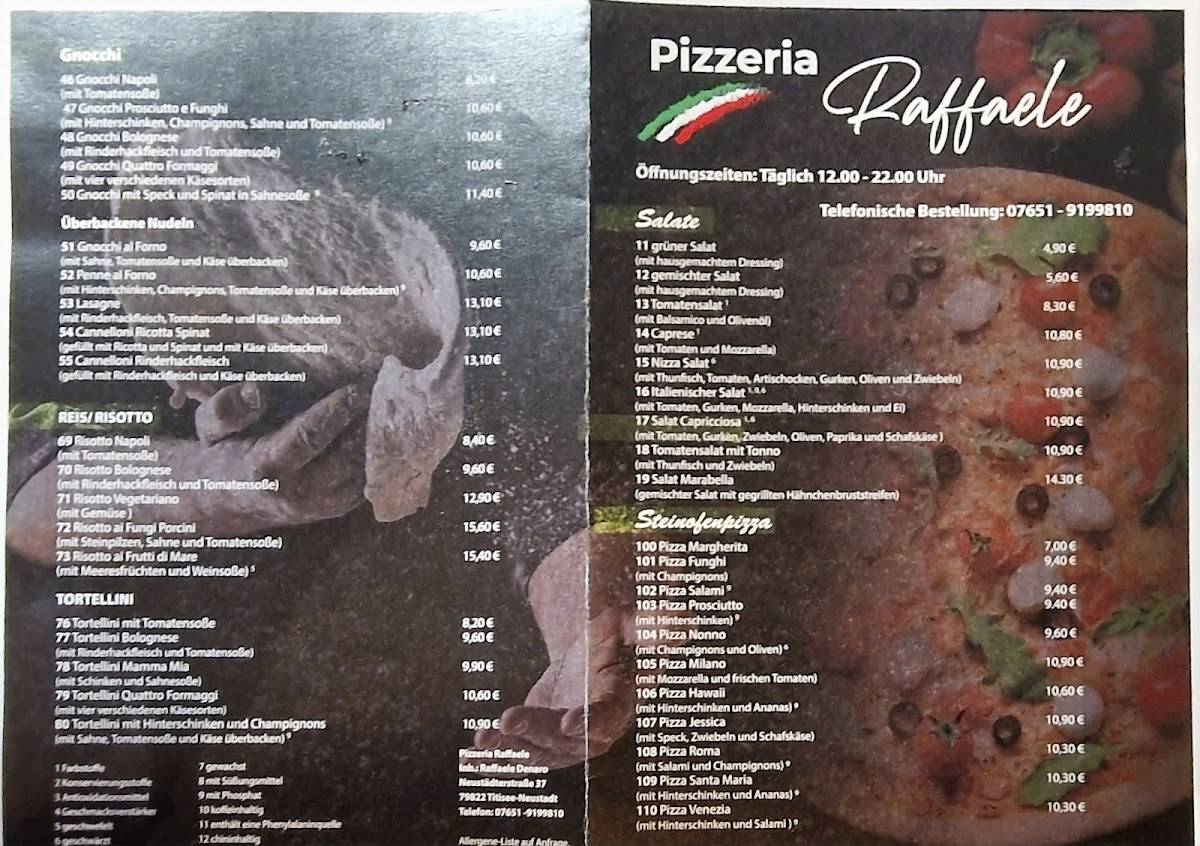 Gnocchi
46 Gnocchi Napoli 8,20 €
(mit Tomatensoße)
47 Gnocchi Prosciutto e Funghi 10,60 €
(mit Hinterschinken, Champignons, Sahne und Tomatensoße) 9
48 Gnocchi Bolognese 10,60 €
(mit Rinderhackfleisch und Tomatensoße)
49 Gnocchi Quattro Formaggi 10,60 €
(mit vier verschiedenen Käsesorten)
50 Gnocchi mit Speck und Spinat in Sahnesoße 9 11,40 €
Überbackene Nudeln
51 Gnocchi al Forno 9,60 €
(mit Sahne, Tomatensoße und Käse überbacken)
52 Penne al Forno 10,60 €
(mit Hinterschinken, Champignons, Tomatensoße und Käse überbacken) 9
53 Lasagne 13,10 €
(mit Rinderhackfleisch, Tomatensoße und Käse überbacken)
54 Cannelloni Ricotta Spinat 13,10 €
(gefüllt mit Ricotta und Spinat und mit Käse überbacken)
55 Cannelloni Rinderhackfleisch 13,10 €
(gefüllt mit Rinderhackfleisch und Käse überbacken)
REIS/ RISOTTO
69 Risotto Napoli 8,40 €
(mit Tomatensoße)
70 Risotto Bolognese 9,60 €
(mit Rinderhackfleisch und Tomatensoße)
71 Risotto Vegetariano 12,90 €
(mit Gemüse )
72 Risotto ai Fungi Porcini 15,60 €
(mit Steinpilzen, Sahne und Tomatensoße)
73 Risotto ai Frutti di Mare 15,40 €
(mit Meeresfrüchten und Weinsoße) 5
TORTELLINI
76 Tortellini mit Tomatensoße 8,20 €
77 Tortellini Bolognese 9,60 €
(mit Rinderhackfleisch und Tomatensoße)
78 Tortellini Mamma Mia 9,90 €
(mit Schinken und Sahnesoße)
79 Tortellini Quattro Formaggi 10,60 €
(mit vier verschiedenen Käsesorten)
80 Tortellini mit Hinterschinken und Champignons 10,90 €
(mit Sahne, Tomatensoße und Käse überbacken) 9
1 Farbstoffe
2 Konservierungsstoffe
3 Antioxidationsmittel
4 Geschmacksverstärker
5 geschwefelt
6 geschwärzt
7 gewachst
8 mit Süßungsmittel
9 mit Phosphat
10 koffeinhaltig
11 enthält eine Phenylalaninquelle
12 chininhaltig
Pizzeria Raffaele
Inh.: Raffaele Denaro
Neustädterstraße 37
79822 Titisee-Neustadt
Telefon: 07651 -9199810
Allergene-Liste auf Anfrage.
Pizzeria
Raffaele
Öffnungszeiten: Täglich 12.00 - 22.00 Uhr
Telefonische Bestellung: 07651 - 9199810
Salate
11 grüner Salat 4,90 €
(mit hausgemachtem Dressing)
12 gemischter Salat 5,60 €
(mit hausgemachtem Dressing)
13 Tomatensalat 1 8,30 €
(mit Balsamico und Olivenöl)
14 Caprese 1 10,80 €
(mit Tomaten und Mozzarella)
15 Nizza Salat 6 10,90 €
(mit Thunfisch, Tomaten, Artischocken, Gurken, Oliven und Zwiebeln)
16 Italienischer Salat 10,90 €
(mit Tomaten, Gurken, Mozzarella, Hinterschinken und Ei)
17 Salat Capricciosa 1,6 10,90 €
(mit Tomaten, Gurken, Zwiebeln, Oliven, Paprika und Schafskäse )
18 Tomatensalat mit Tonno 10,90 €
(mit Thunfisch und Zwiebeln)
19 Salat Marabella 14.30 €
(gemischter Salat mit gegrillten Hähnchenbruststreifen)
Steinofenpizza
100 Pizza Margherita 7,00 €
101 Pizza Funghi 9,40 €
(mit Champignons)
102 Pizza Salami 9 9,40 €
103 Pizza Prosciutto 9.40 €
(mit Hinterschinken) 9
104 Pizza Nonno 9,60 €
(mit Champignons und Oliven) 6
105 Pizza Milano 10,90 €
(mit Mozzarella und frischen Tomaten)
106 Pizza Hawaii 10,60 €
(mit Hinterschinken und Ananas) 9
107 Pizza Jessica 10,90 €
(mit Speck, Zwiebeln und Schafskäse)
108 Pizza Roma 10,30 €
(mit Salami und Champignons) 9
109 Pizza Santa Maria 10,30 €
(mit Hinterschinken und Ananas) 9
110 Pizza Venezia 10,30 €
(mit Hinterschinken und Salami ) 9